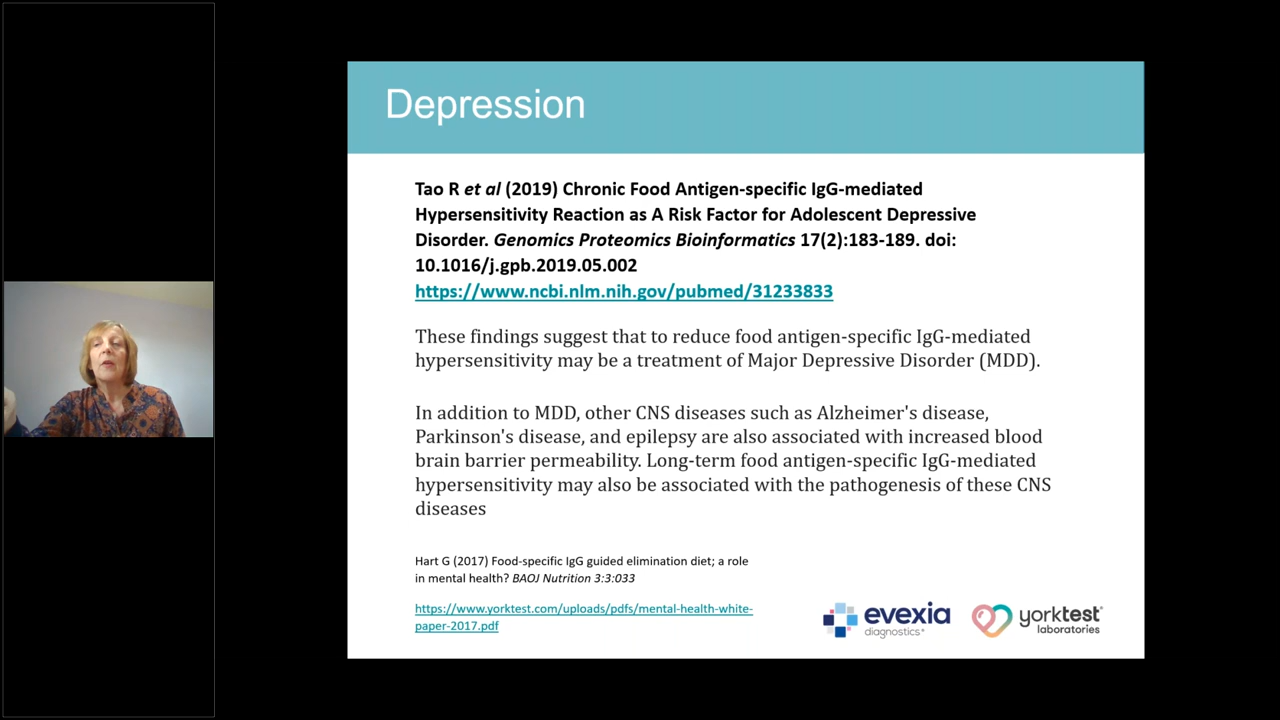 Depression
Tao R et al (2019) Chronic Food Antigen-specific IgG-mediated
Hypersensitivity Reaction as A Risk Factor for Adolescent Depressive
Disorder. Genomics Proteomics Bioinformatics 17(2):183-189. doi:
10.1016/j.gpb.2019.05.002
https://www.ncbi.nlm.nih.gov/pubmed/31233833
These findings suggest that to reduce food antigen-specific IgG-mediated
hypersensitivity may be a treatment of Major Depressive Disorder (MDD).
In addition to MDD, other CNS diseases such as Alzheimer's disease,
Parkinson's disease, and epilepsy are also associated with increased blood
brain barrier permeability. Long-term food antigen-specific IgG-mediated
hypersensitivity may also be associated with the pathogenesis of these CNS
diseases
Hart G (2017) Food-specific IgG guided elimination diet; a role
in mental health? BAOJ Nutrition 3:3:033
https://www.yorktest.com/uploads/pdfs/mental-health-white-
paper-2017.pdf
evexia
diagnostics
yorktest
laboratories